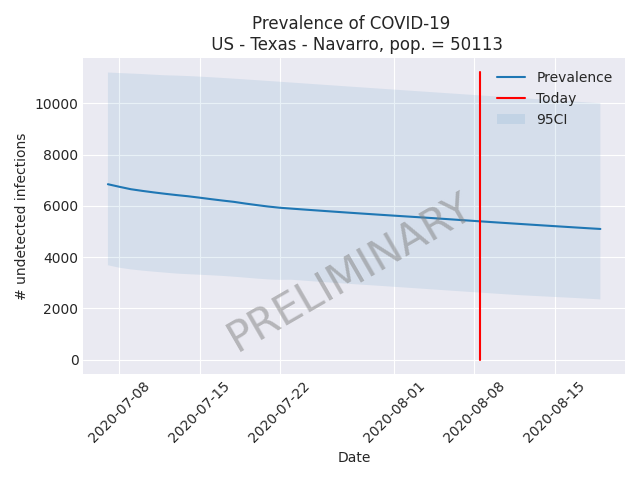 Prevalence of COVID-19
US - Texas - Navarro, pop. = 50113
Prevalence
Today
95CI
# undetected infections
10000
8000
6000
4000
2000
0
PRELIMINARY
2020-07-08
2020-07-15
2020-07-22
2020-08-01
2020-08-08
2020-08-15
Date